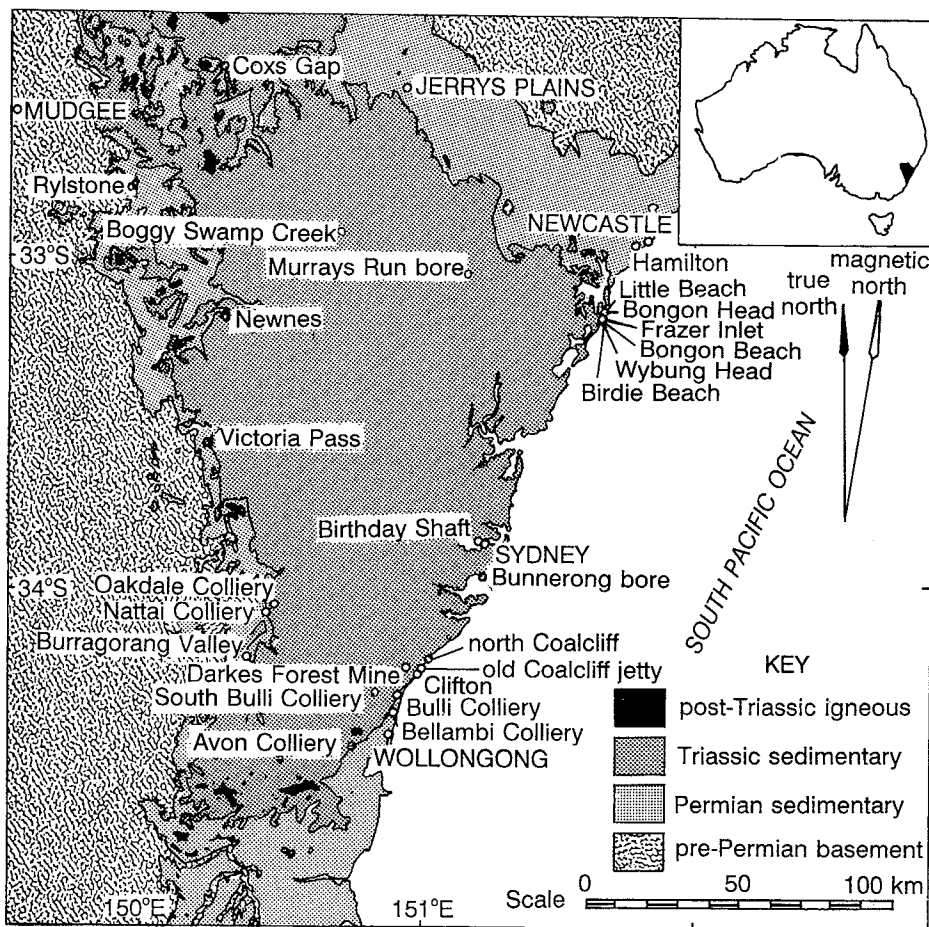 Coxs Gap
JERRYS PLAINS
MUDGEE
Rylstone
Boggy Swamp Creek
NEWCASTLE
33°S
Murrays Run bore
Hamilton
Little Beach
Bongon Head
Frazer Inlet
Bongon Beach
Wybung Head
Birdie Beach
Newnes
true
north
magnetic
north
Victoria Pass
SOUTH PACIFIC OCEAN
Birthday Shaft
SYDNEY
Bunnerong bore
34°S
Oakdale Colliery
Nattai Colliery
Burragorang Valley
north Coalcliff
Darkes Forest Mine
old Coalcliff jetty
Clifton
South Bulli Colliery
Bulli Colliery
Bellambi Colliery
Avon Colliery
WOLLONGONG
KEY
post-Triassic igneous
Triassic sedimentary
Permian sedimentary
pre-Permian basement
150°E
151°E
Scale
0 50 100 km